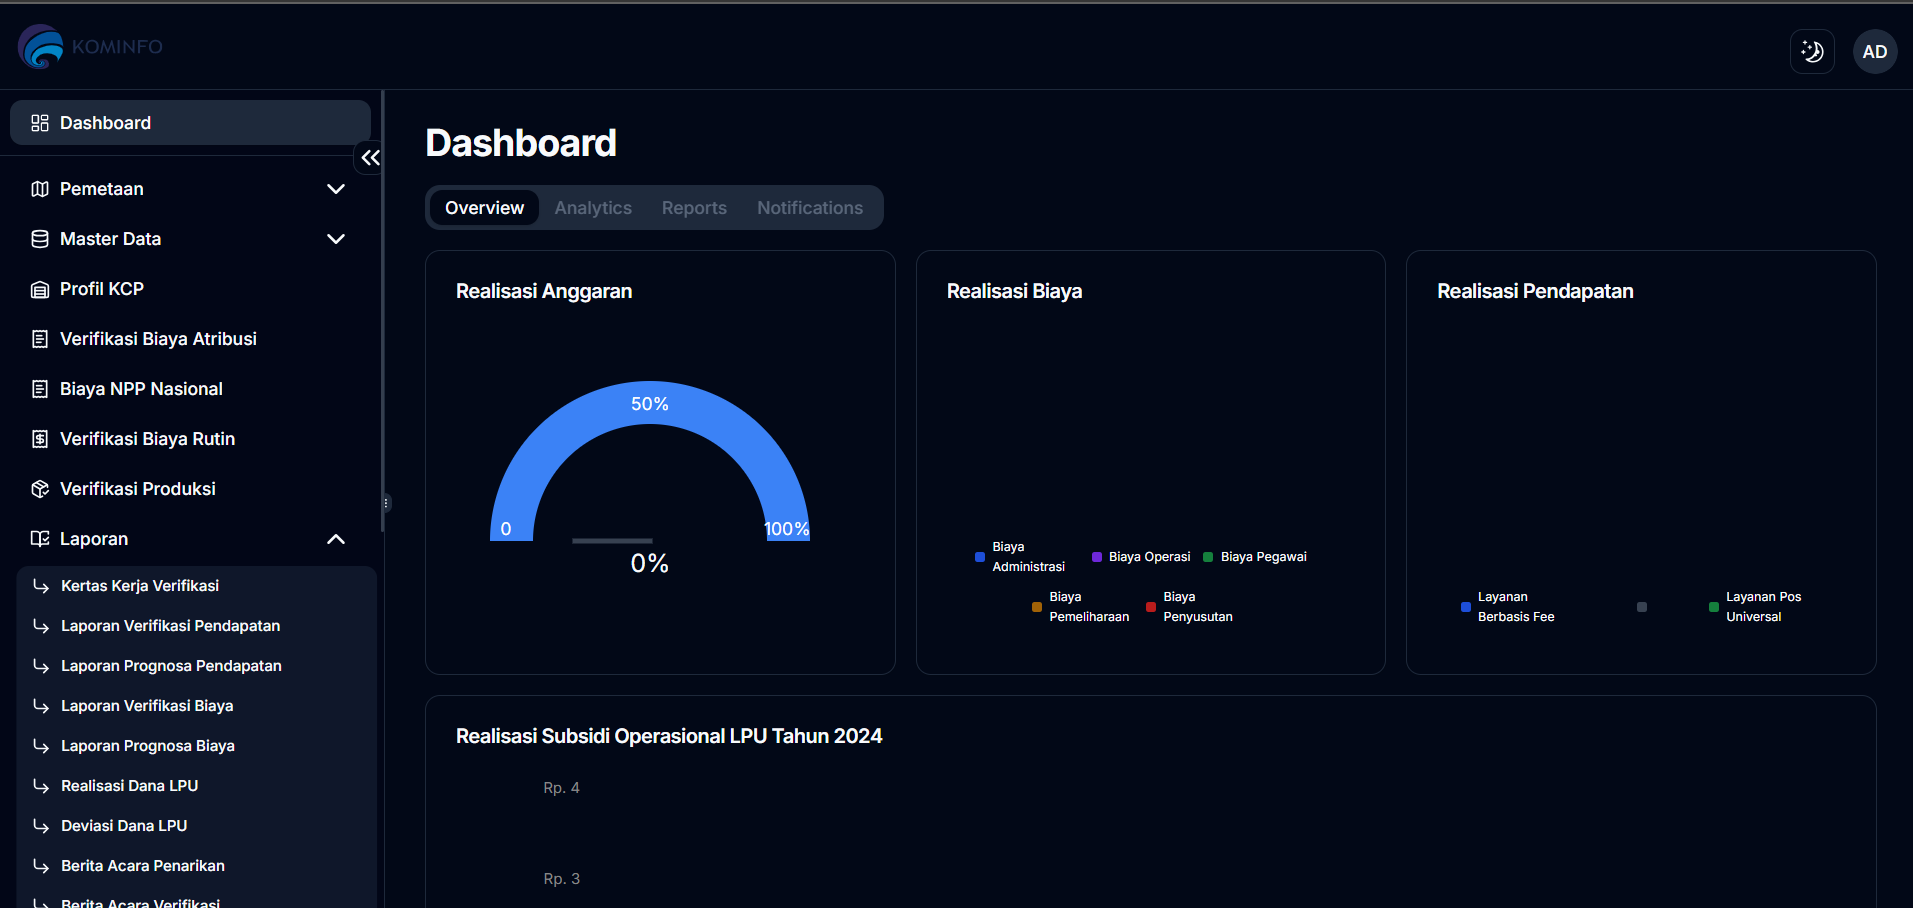 KOMINFO
AD
Dashboard
Pemetaan
Master Data
Profil KCP
Verifikasi Biaya Atribusi
Biaya NPP Nasional
Verifikasi Biaya Rutin
Verifikasi Produksi
Laporan
Kertas Kerja Verifikasi
Laporan Verifikasi Pendapatan
Laporan Prognosa Pendapatan
Laporan Verifikasi Biaya
Laporan Prognosa Biaya
Realisasi Dana LPU
Deviasi Dana LPU
Berita Acara Penarikan
Berita Acara Verifikasi
Dashboard
Overview Analytics Reports Notifications
Realisasi Anggaran
50%
0
100%
0%
Realisasi Biaya
Biaya
Administrasi
Biaya Operasi
Biaya Pegawai
Biaya
Pemeliharaan
Biaya
Penyusutan
Realisasi Pendapatan
Layanan
Berbasis Fee
Layanan Pos
Universal
Realisasi Subsidi Operasional LPU Tahun 2024
Rp. 4
Rp. 3